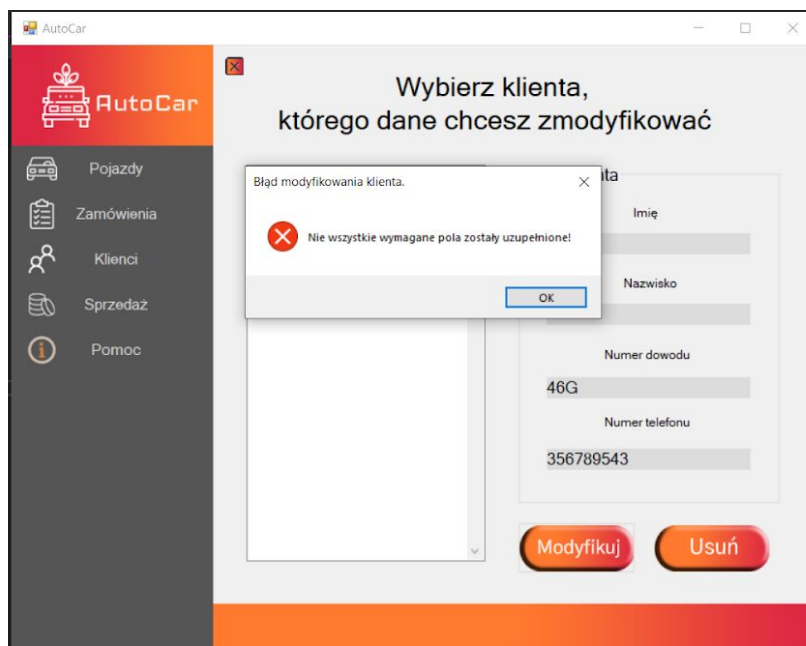 AutoCar
AutoCar
Wybierz klienta,
którego dane chcesz zmodyfikować
Pojazdy
Zamówienia
Klienci
Sprzedaż
Pomoc
Błąd modyfikowania klienta.
Nie wszystkie wymagane pola zostały uzupełnione!
OK
Imię
Nazwisko
Numer dowodu
46G
Numer telefonu
356789543
Modyfikuj
Usuń